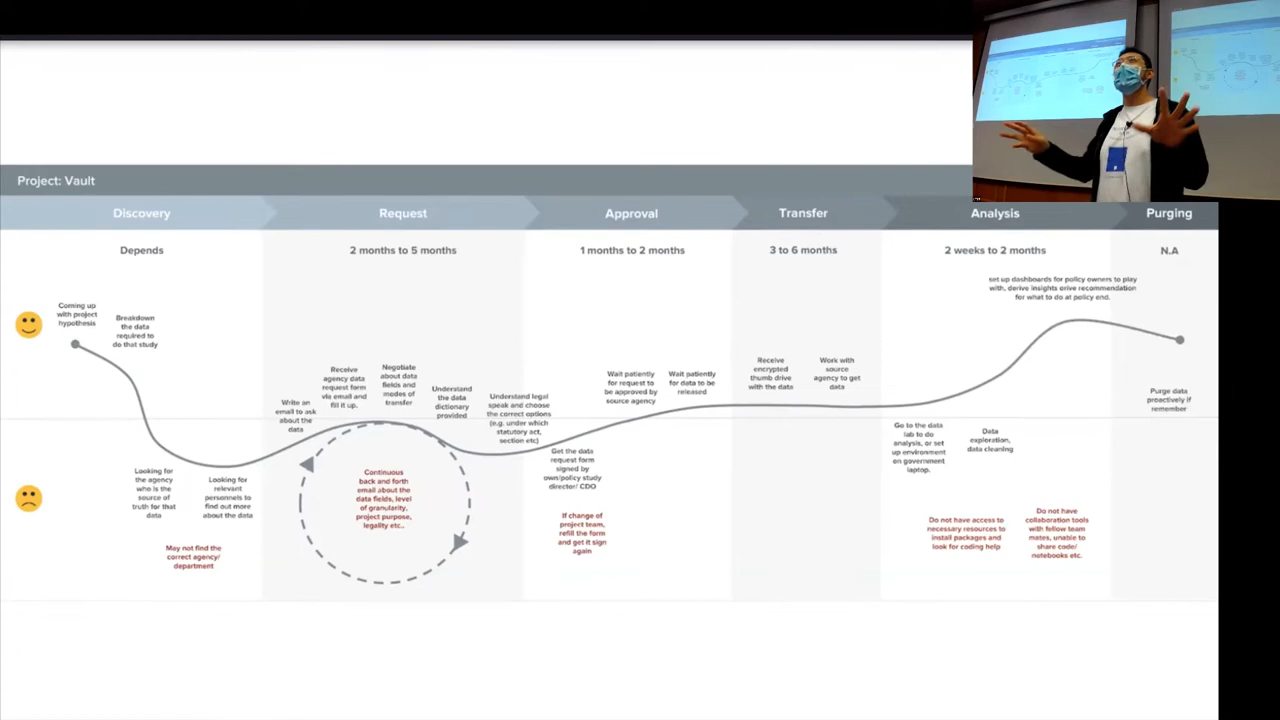 Project: Vault
Discovery
Request
Approval
Transfer
Analysis
Purging
Depends
2 months to 5 months
1 months to 2 months
3 to 6 months
2 weeks to 2 months
N.A
Coming up
with project
hypothesis
Breakdown
the data
required to
do that study
Looking for
the agency
who is the
source of
truth for that
data
Looking for
relevant
personnels to
find out more
about the data
May not find the
correct agency/
department
Write an
email to ask
about the
data
Receive
agency data
request form
via email and
fill it up.
Negotiate
about data
fields and
modes of
transfer
Understand
the data
dictionary
provided
Continuous
back and forth
email about the
data fields, level
of granularity,
project purpose,
legality etc..
Understand legal
speak and choose
the correct options
(e.g. under which
statutory act,
section etc)
Get the data
request form
signed by
own/policy study
director/ CDO
If change of
project team,
refill the form
and get it sign
again
Wait patiently
for request to
be approved by
source agency
Wait patiently
for data to be
released
Receive
encrypted
thumb drive
with the data
Work with
source
agency to get
data
set up dashboards for policy owners to play
with, derive insights drive recommendation
for what to do at policy end.
Go to the data
lab to do
analysis, or set
up environment
on government
laptop.
Data
exploration,
data cleaning
Do not have access to
necessary resources to
install packages and
look for coding help
Do not have
collaboration tools
with fellow team
mates, unable to
share code/
notebooks etc.
Purge data
proactively if
remember